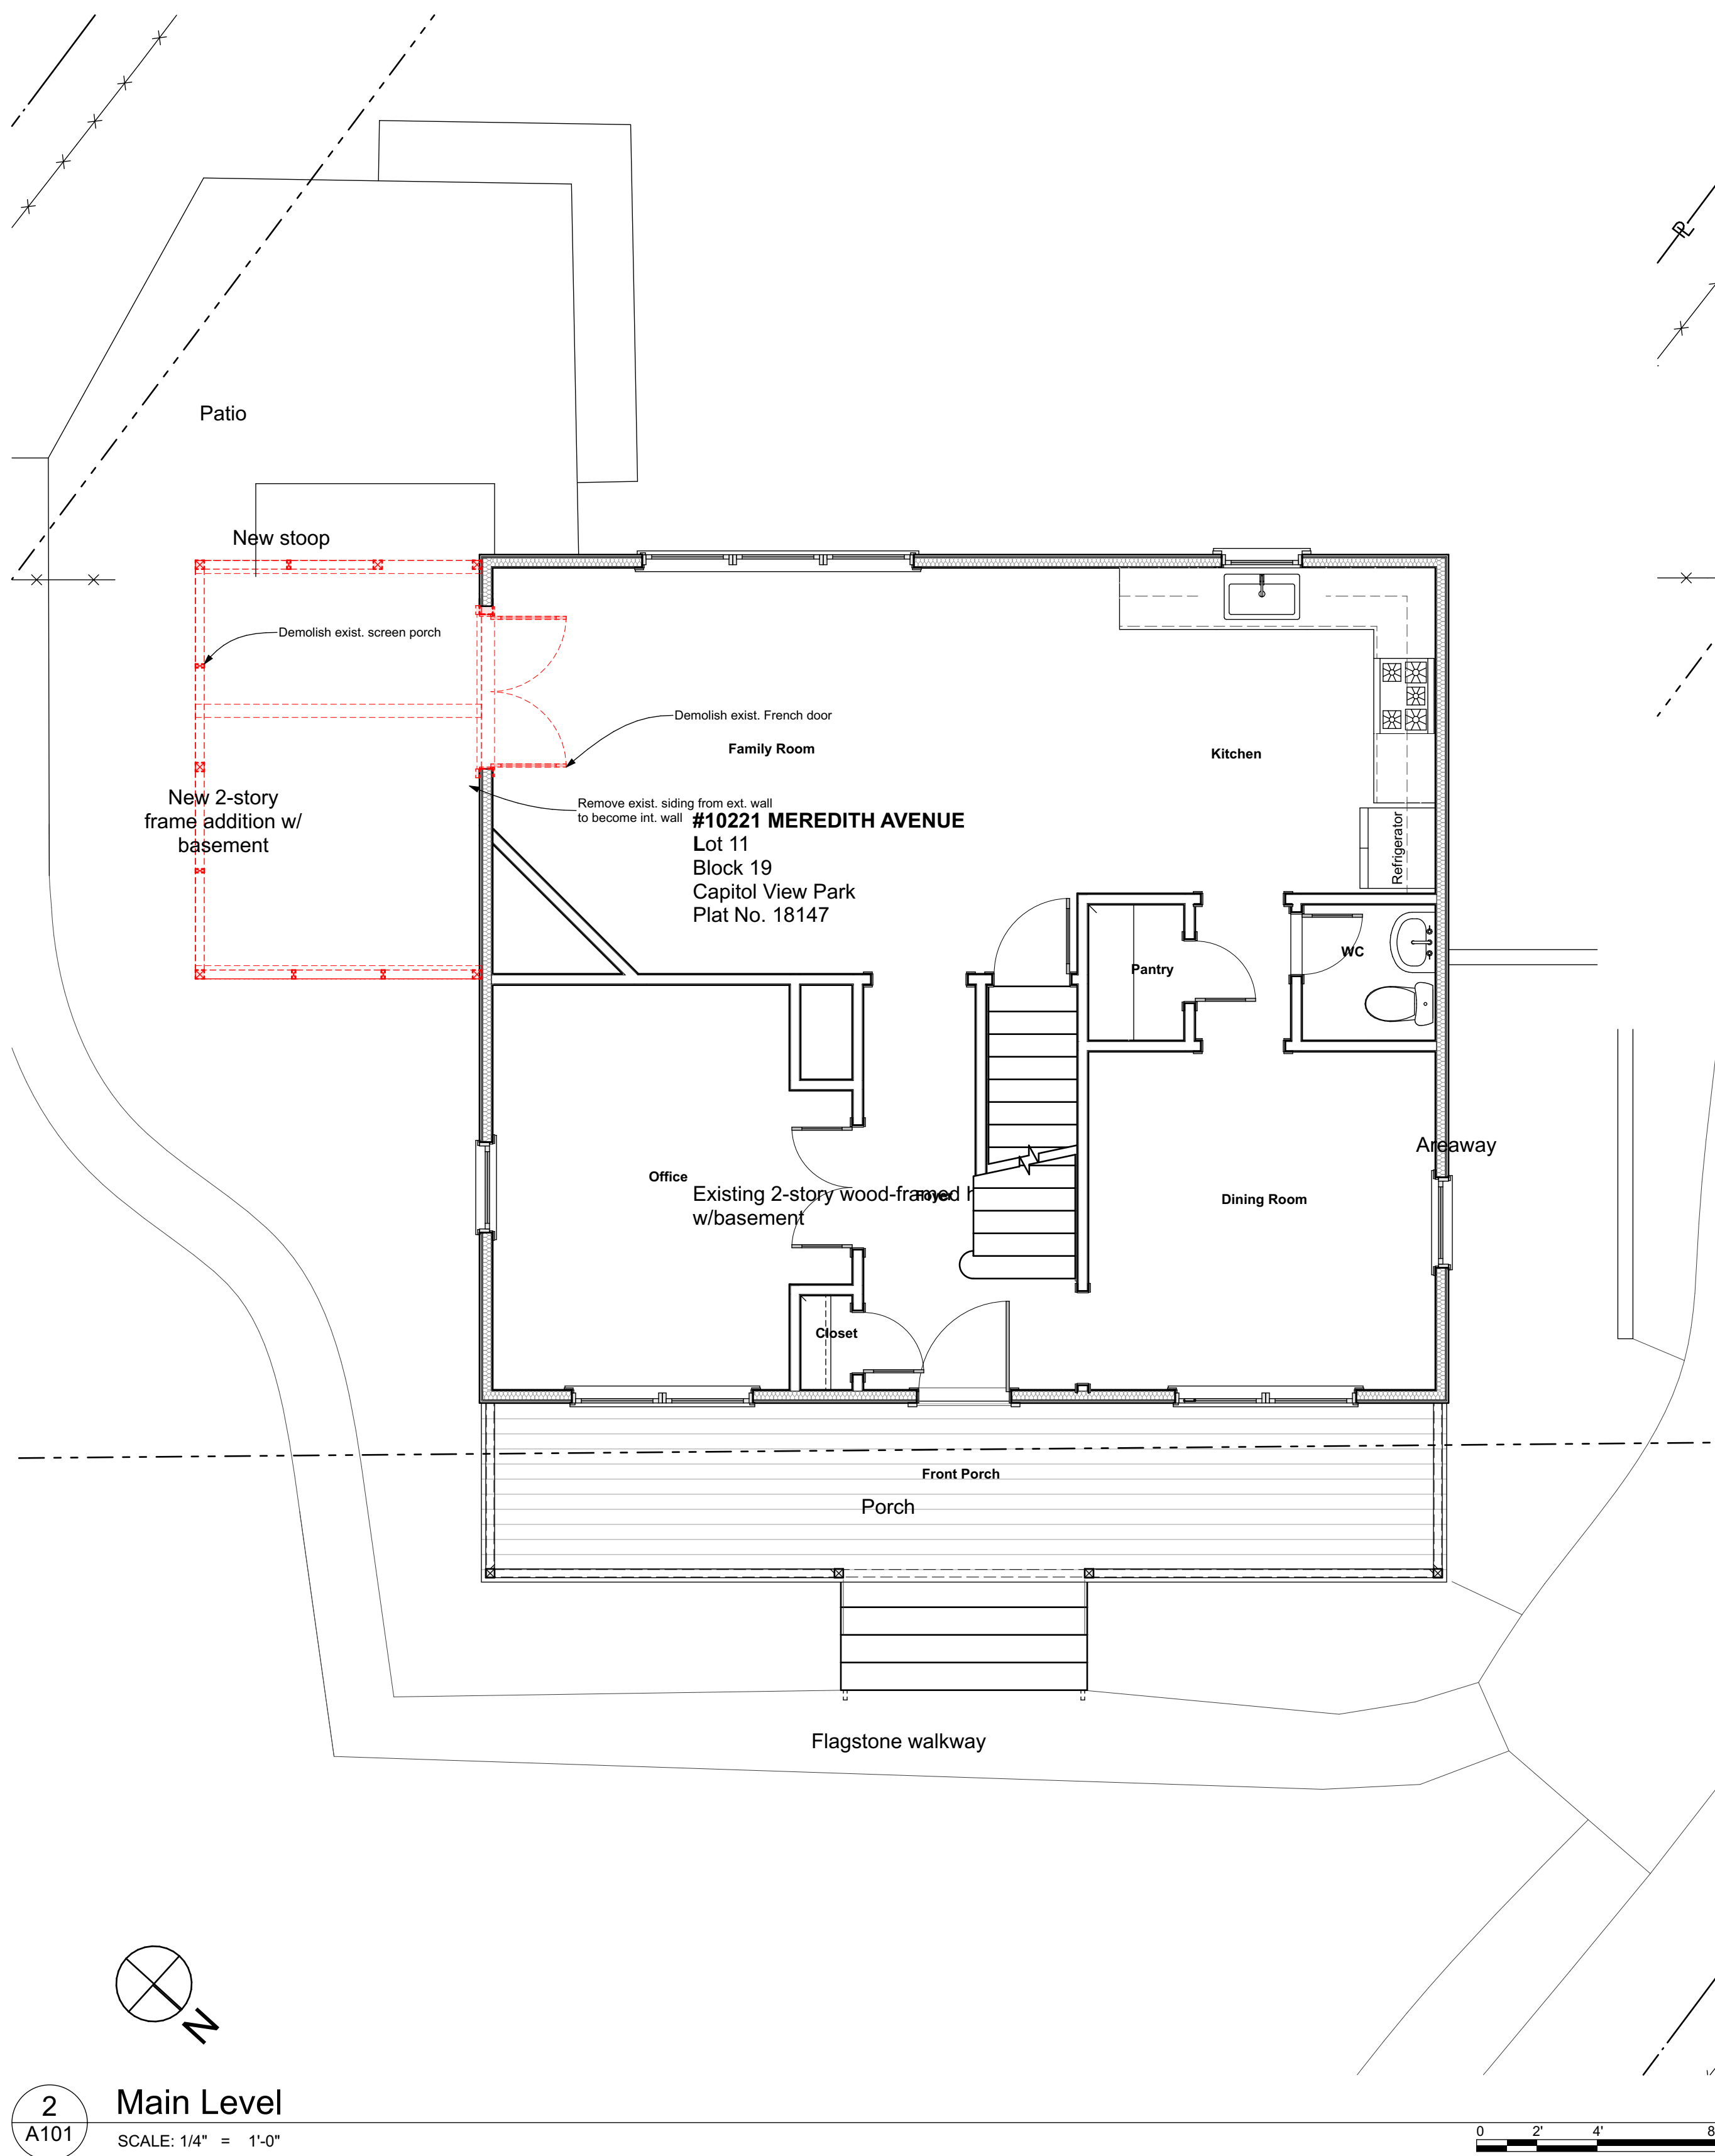 PL
Patio
New stoop
Demolish exist. screen porch
Demolish exist. French door
Family Room
Kitchen
New 2-story
frame addition w/
basement
Remove exist. siding from ext. wall
to become int. wall
#10221 MEREDITH AVENUE
Lot 11
Block 19
Capitol View Park
Plat No. 18147
Refrigerator
WC
Pantry
Areaway
Office
Existing 2-story wood-framed h
w/basement
Foyer
Dining Room
Closet
Front Porch
Porch
Flagstone walkway
N
2
A101
Main Level
SCALE: 1/4" = 1'-0"
0 2' 4' 8